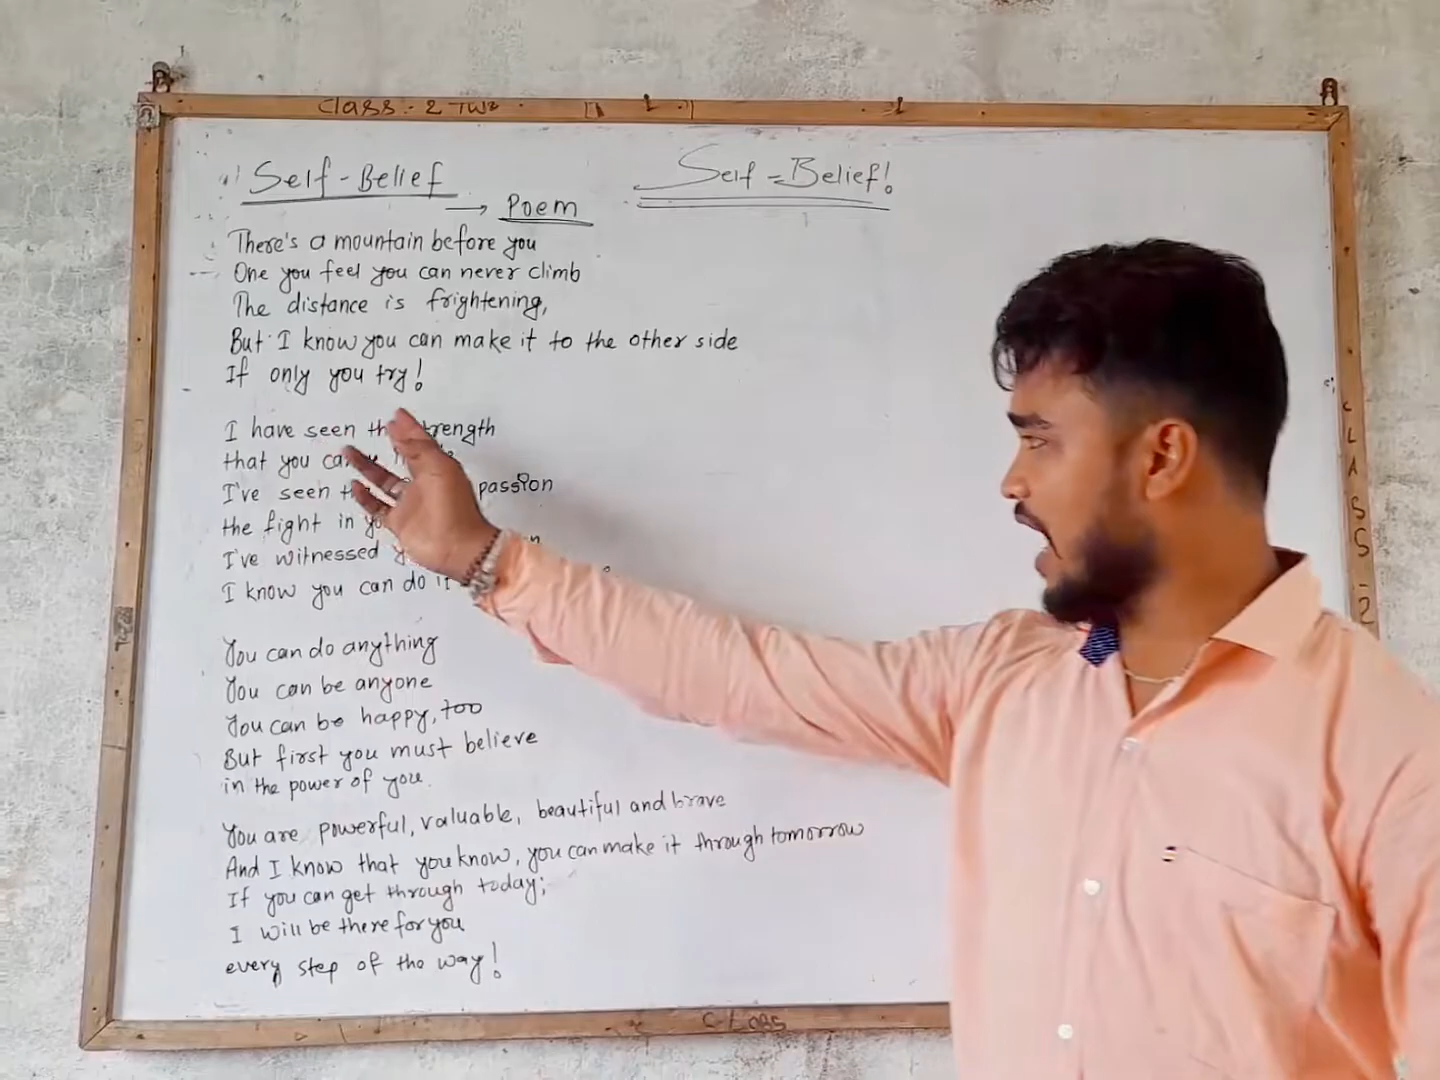 Class : 2
Self - Belief
Self = Belief!
→ Poem
There's a mountain before you
One you feel you can never climb
The distance is frightening,
But I know you can make it to the other side
If only you try!
I have seen the strength
that you
I've seen passion
the fight in
I've witnessed
I know you can do it
You can do anything
You can be anyone
You can be happy, too
But first you must believe
in the power of you.
You are powerful, valuable, beautiful and brave
And I know that you know, you can make it through tomorrow
If you can get through today;
I will be there for you
every step of the way!
CLASS-2